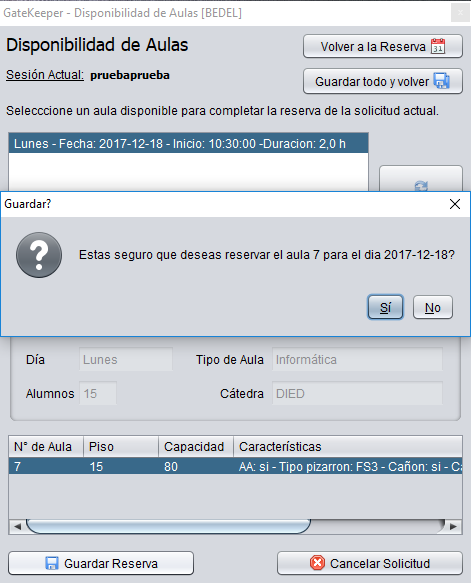 GateKeeper - Disponibilidad de Aulas [BEDEL]
Disponibilidad de Aulas
Volver a la Reserva
31
Sesión Actual: pruebaprueba
Guardar todo y volver
Selecccione un aula disponible para completar la reserva de la solicitud actual.
Lunes - Fecha: 2017-12-18 - Inicio: 10:30:00 -Duracion: 2,0 h
Guardar?
Estas seguro que deseas reservar el aula 7 para el dia 2017-12-18?
Sí No
Día Lunes Tipo de Aula Informática
Alumnos 15 Cátedra DIED
N° de Aula Piso Capacidad Características
7 15 80 AA: si - Tipo pizarron: FS3 - Cañon: si - Ca
Guardar Reserva Cancelar Solicitud